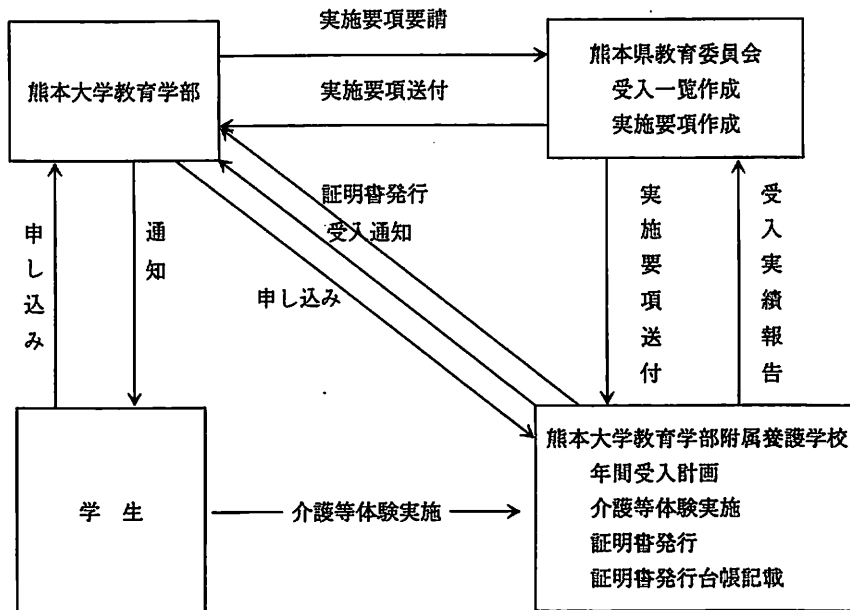 実施要項要請
熊本大学教育学部
実施要項送付
熊本県教育委員会
受入一覧作成
実施要項作成
証明書発行
受入通知
申し込み
申し込み
通知
実施要項送付
受入実績報告
学 生
介護等体験実施
熊本大学教育学部附属養護学校
年間受入計画
介護等体験実施
証明書発行
証明書発行台帳記載